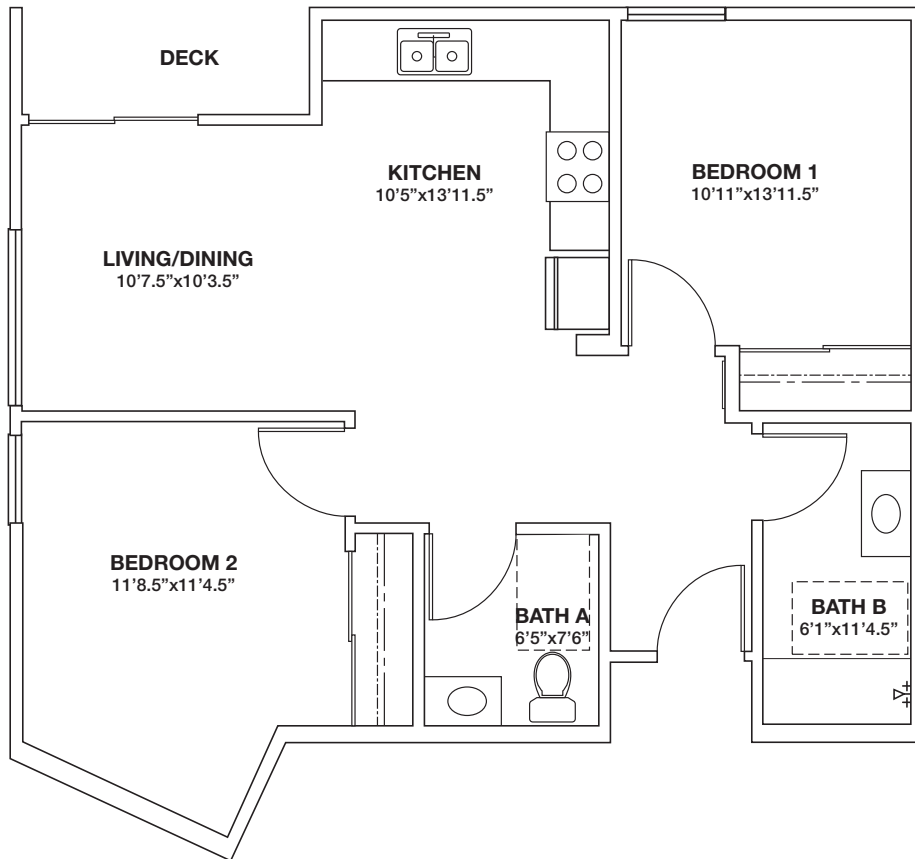 DECK
KITCHEN
10’5”x13’11.5”
BEDROOM 1
10’11”x13’11.5”
LIVING/DINING
10’7.5”x10’3.5”
BEDROOM 2
11’8.5”x11’4.5”
BATH A
6’5”x7’6”
BATH B
6’1”x11’4.5”